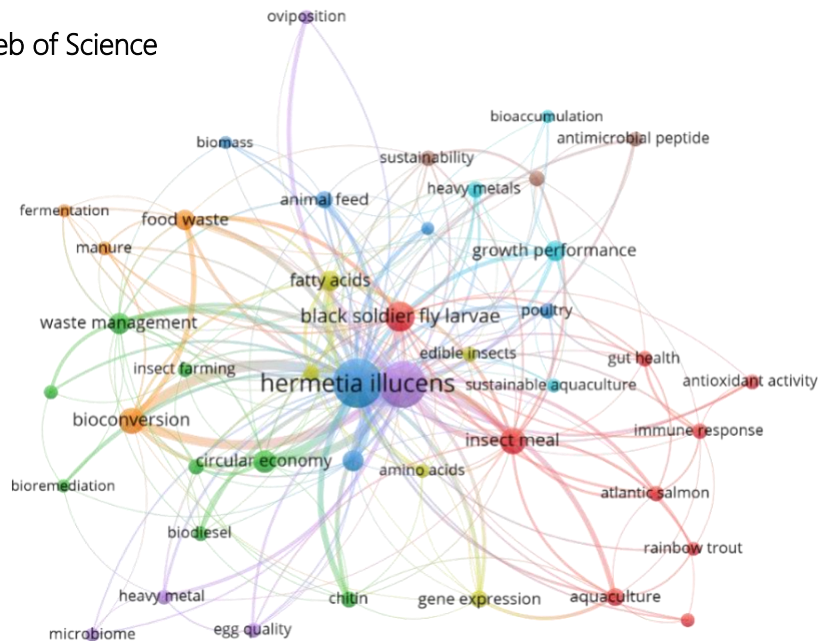 eb of Science
oviposition
bioaccumulation
antimicrobial peptide
biomass
sustainability
heavy metals
animal feed
fermentation
food waste
manure
growth performance
fatty acids
black soldier fly larvae
poultry
waste management
edible insects
gut health
insect farming
hermetia illucens
sustainable aquaculture
antioxidant activity
bioconversion
insect meal
immune response
circular economy
amino acids
bioremediation
atlantic salmon
biodiesel
rainbow trout
heavy metal
chitin
gene expression
aquaculture
microbiome
egg quality